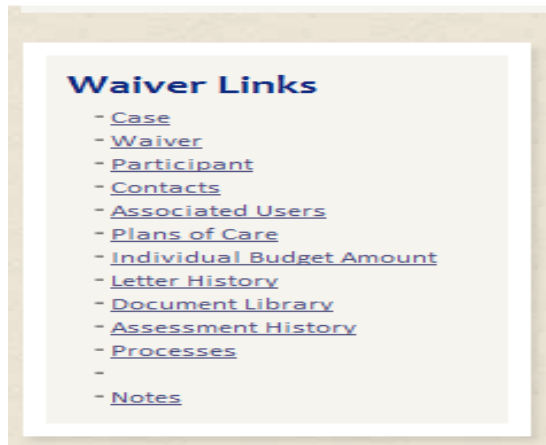 Waiver Links
- Case
- Waiver
- Participant
- Contacts
- Associated Users
- Plans of Care
- Individual Budget Amount
- Letter History
- Document Library
- Assessment History
- Processes
-
- Notes